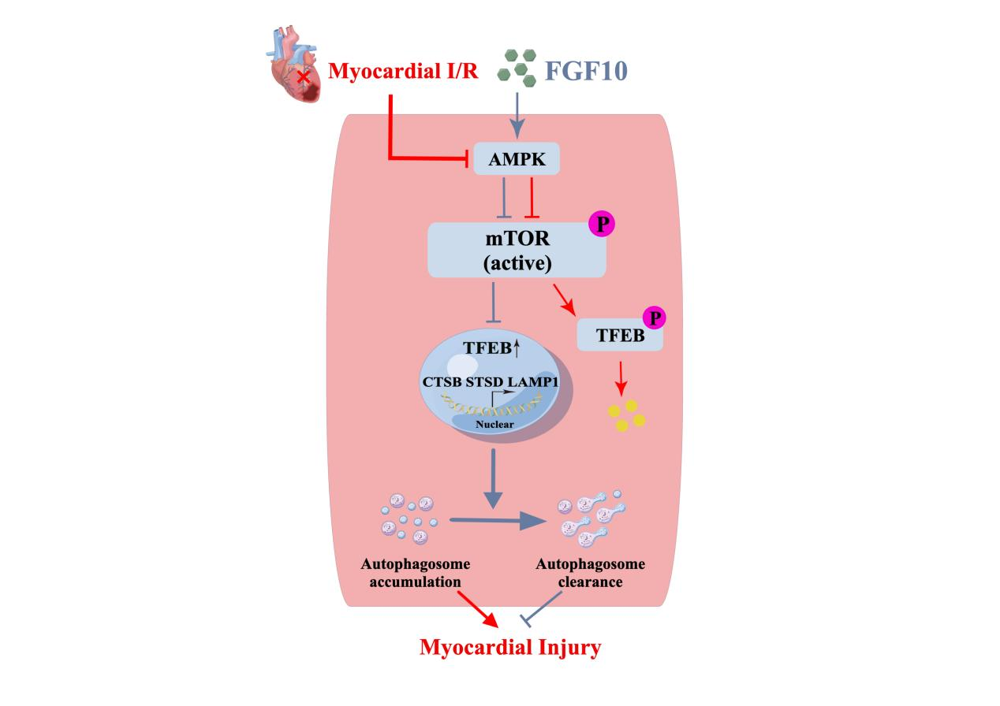 Myocardial I/R
FGF10
AMPK
P
mTOR
(active)
P
TFEB
TFEB↑
CTSB STSD LAMP1
Nuclear
Autophagosome
accumulation
Autophagosome
clearance
Myocardial Injury